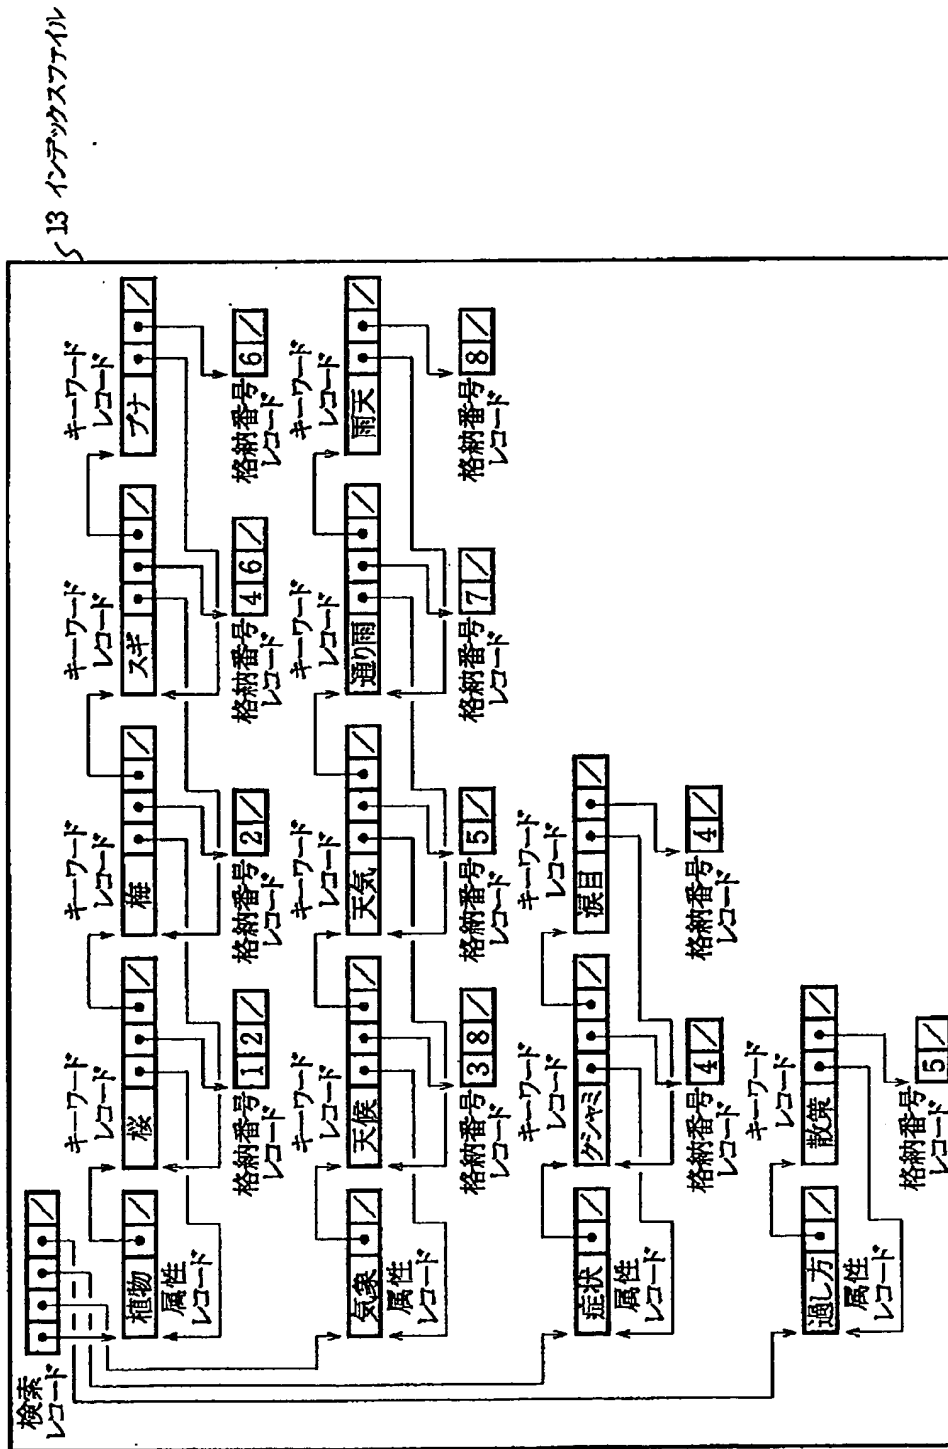 13 インデックスファイル
検索
レコード
植物
属性
レコード
キーワード
レコード
桜
格納番号
レコード
1 2
キーワード
レコード
梅
格納番号
レコード
2
キーワード
レコード
スギ
格納番号
レコード
4 6
キーワード
レコード
ブナ
格納番号
レコード
6
気象
属性
レコード
キーワード
レコード
天候
格納番号
レコード
3 8
キーワード
レコード
天気
格納番号
レコード
5
キーワード
レコード
通り雨
格納番号
レコード
7
キーワード
レコード
雨天
格納番号
レコード
8
症状
属性
レコード
キーワード
レコード
クシャミ
格納番号
レコード
4
キーワード
レコード
涙目
格納番号
レコード
4
過し方
属性
レコード
キーワード
レコード
散策
格納番号
レコード
5